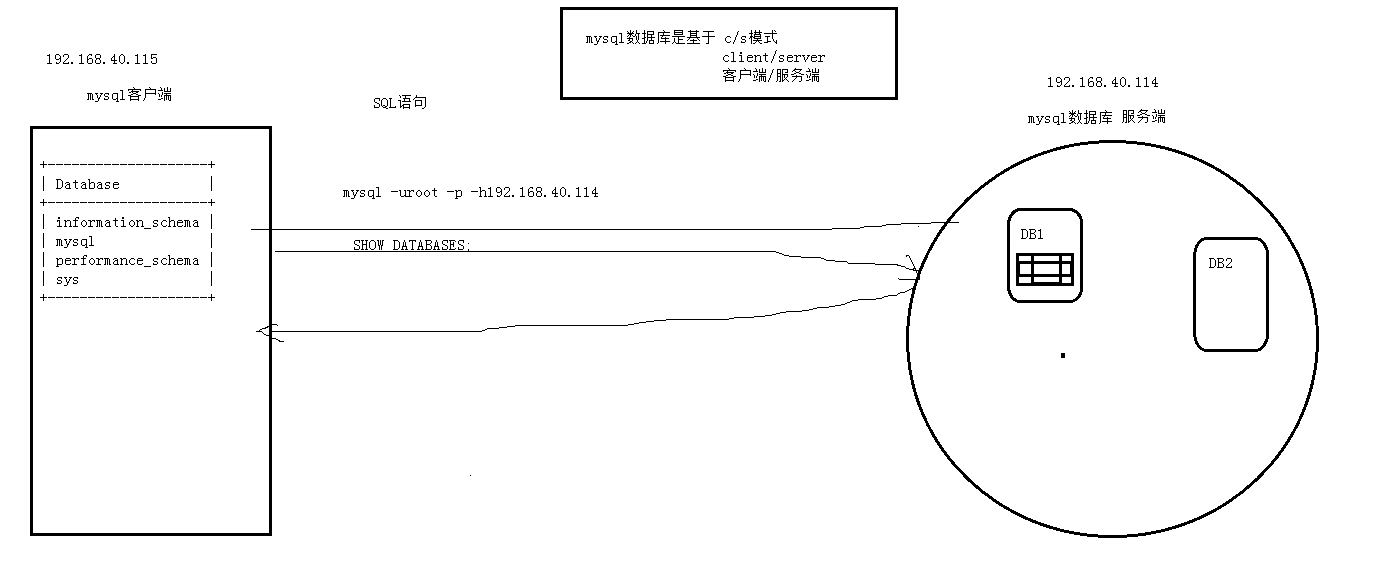 mysql数据库是基于 c/s模式
client/server
客户端/服务端
192.168.40.115
mysql客户端
SQL语句
192.168.40.114
mysql数据库 服务端
+--------------------+
| Database           |
+--------------------+
| information_schema |
| mysql              |
| performance_schema |
| sys                |
+--------------------+
mysql -uroot -p -h192.168.40.114
SHOW DATABASES;
DB1
DB2